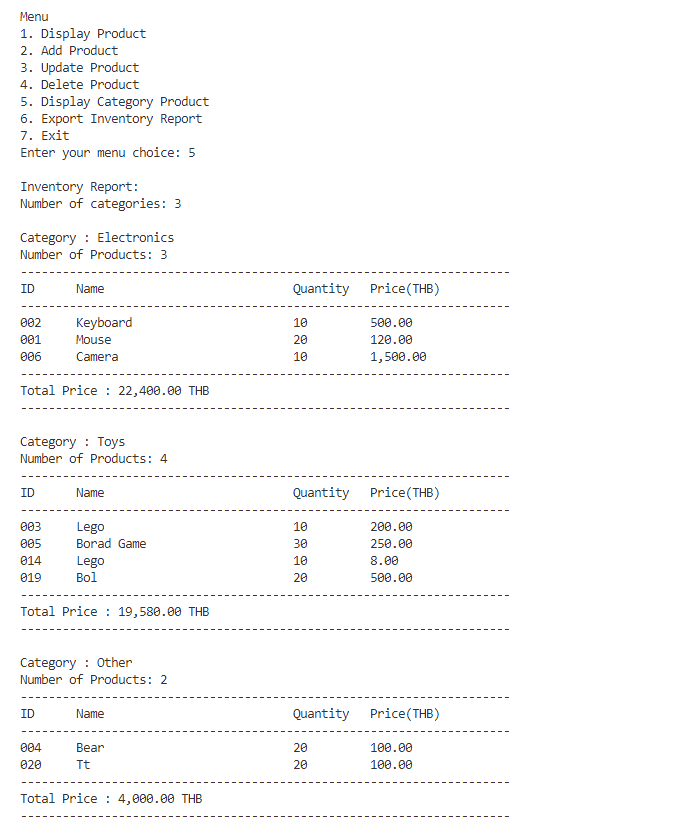 Menu
1. Display Product
2. Add Product
3. Update Product
4. Delete Product
5. Display Category Product
6. Export Inventory Report
7. Exit
Enter your menu choice: 5

Inventory Report:
Number of categories: 3

Category : Electronics
Number of Products: 3
----------------------------------------------------------------------
ID      Name                           Quantity   Price(THB)
----------------------------------------------------------------------
002     Keyboard                       10         500.00
001     Mouse                          20         120.00
006     Camera                         10         1,500.00
----------------------------------------------------------------------
Total Price : 22,400.00 THB
----------------------------------------------------------------------

Category : Toys
Number of Products: 4
----------------------------------------------------------------------
ID      Name                           Quantity   Price(THB)
----------------------------------------------------------------------
003     Lego                           10         200.00
005     Borad Game                     30         250.00
014     Lego                           10         8.00
019     Bol                            20         500.00
----------------------------------------------------------------------
Total Price : 19,580.00 THB
----------------------------------------------------------------------

Category : Other
Number of Products: 2
----------------------------------------------------------------------
ID      Name                           Quantity   Price(THB)
----------------------------------------------------------------------
004     Bear                           20         100.00
020     Tt                             20         100.00
----------------------------------------------------------------------
Total Price : 4,000.00 THB
----------------------------------------------------------------------